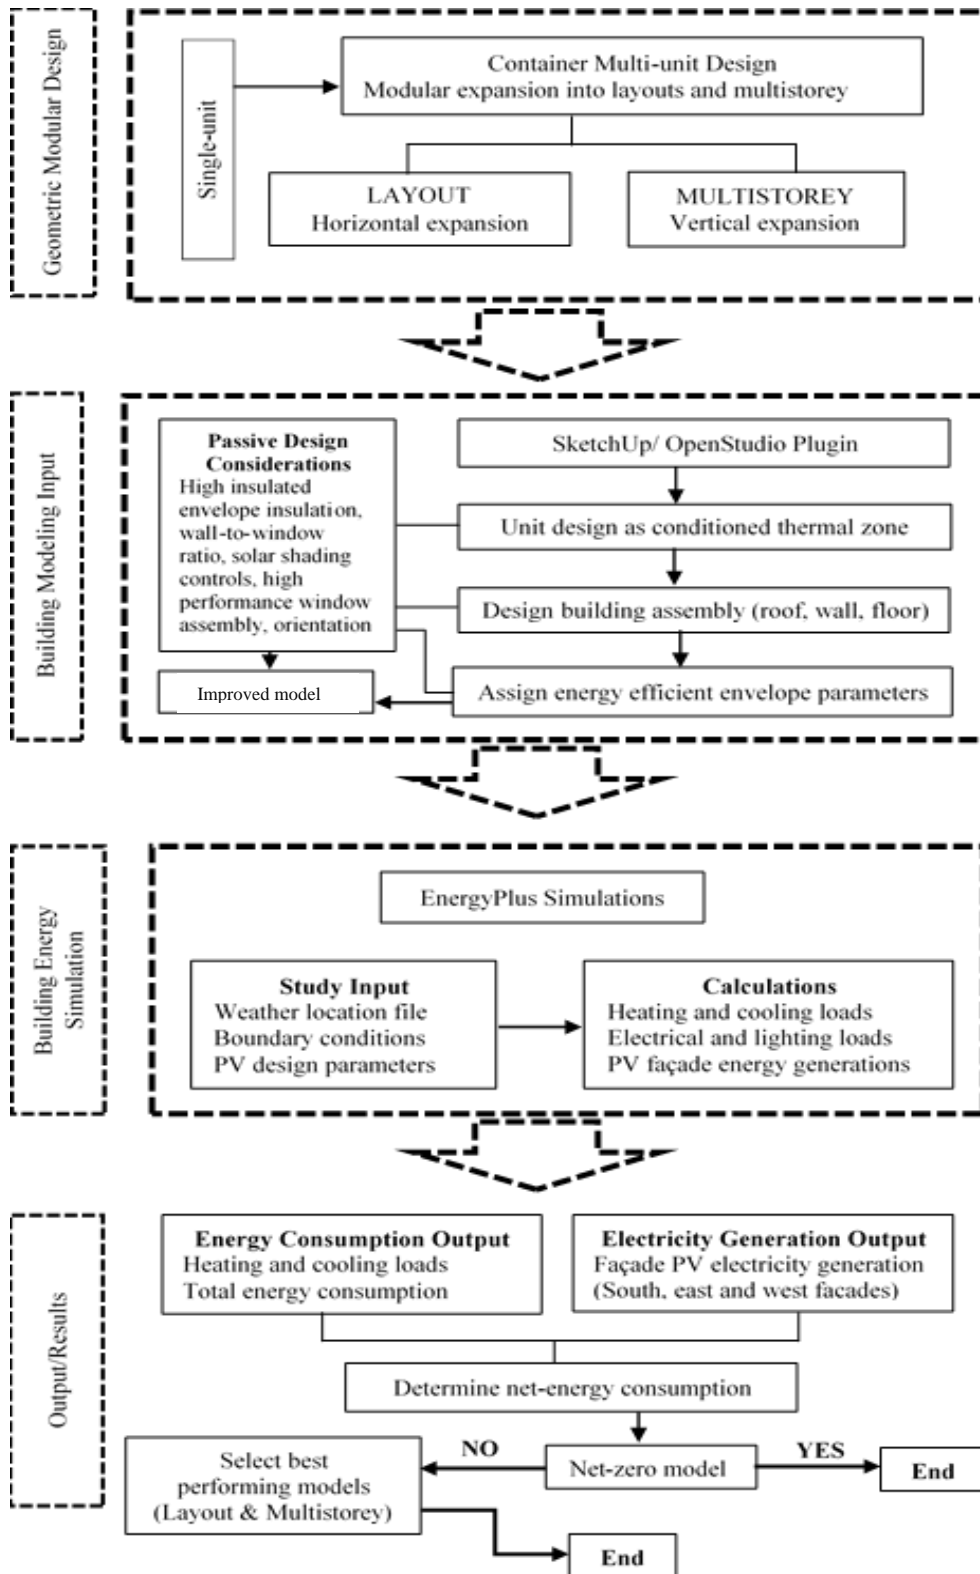 Geometric Modular Design
Single-unit
Container Multi-unit Design
Modular expansion into layouts and multistorey
LAYOUT
Horizontal expansion
MULTISTOREY
Vertical expansion
Building Modeling Input
Passive Design
Considerations
High insulated
envelope insulation,
wall-to-window
ratio, solar shading
controls, high
performance window
assembly, orientation
Improved model
SketchUp/ OpenStudio Plugin
Unit design as conditioned thermal zone
Design building assembly (roof, wall, floor)
Assign energy efficient envelope parameters
Building Energy
Simulation
EnergyPlus Simulations
Study Input
Weather location file
Boundary conditions
PV design parameters
Calculations
Heating and cooling loads
Electrical and lighting loads
PV façade energy generations
Output/Results
Energy Consumption Output
Heating and cooling loads
Total energy consumption
Electricity Generation Output
Façade PV electricity generation
(South, east and west facades)
Determine net-energy consumption
Net-zero model
NO
YES
Select best
performing models
(Layout & Multistorey)
End
End